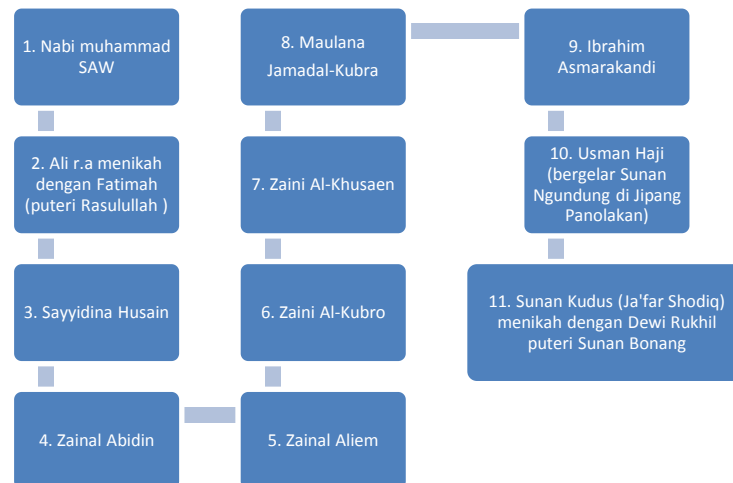 1. Nabi muhammad
SAW
2. Ali r.a menikah
dengan Fatimah
(puteri Rasulullah )
3. Sayyidina Husain
4. Zainal Abidin
5. Zainal Aliem
6. Zaini Al-Kubro
7. Zaini Al-Khusaen
8. Maulana
Jamadal-Kubra
9. Ibrahim
Asmarakandi
10. Usman Haji
(bergelar Sunan
Ngundung di Jipang
Panolakan)
11. Sunan Kudus (Ja'far Shodiq)
menikah dengan Dewi Rukhil
puteri Sunan Bonang